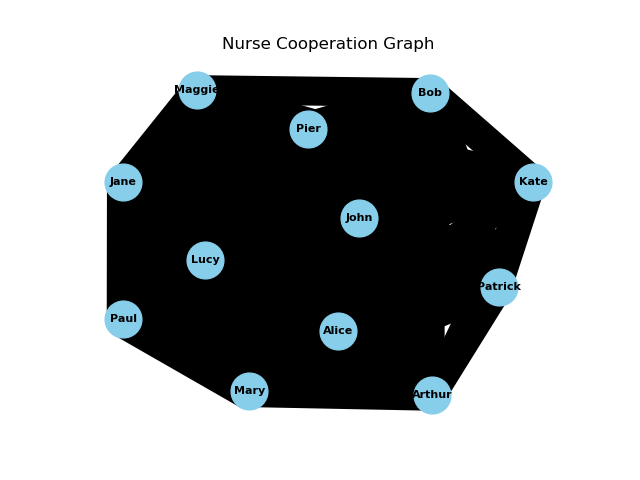 Nurse Cooperation Graph
Maggie
Bob
Pier
Jane
Kate
John
Lucy
Patrick
Paul
Alice
Mary
Arthur